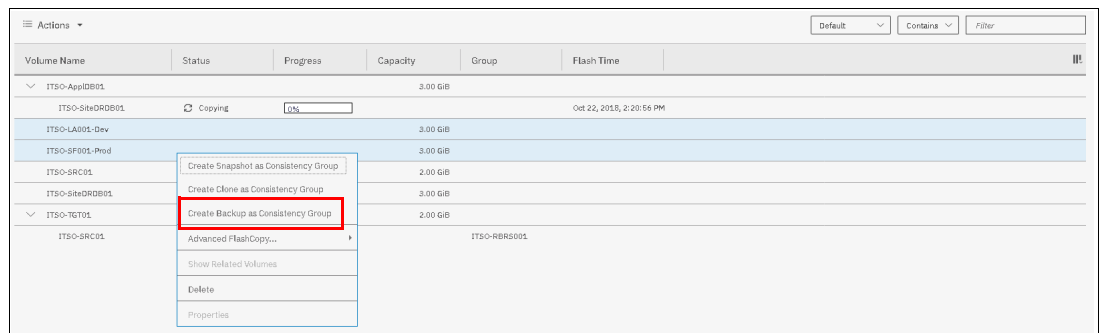 Actions
Default
Contains
Filter
Volume Name Status Progress Capacity Group Flash Time
ITSO-ApplDB01 3.00 GiB
ITSO-SiteDRDB01 Copying 0% Oct 22, 2018, 2:20:56 PM
ITSO-LA001-Dev 3.00 GiB
ITSO-SF001-Prod 3.00 GiB
ITSO-SRC01 2.00 GiB
ITSO-SiteDRDB01 3.00 GiB
ITSO-TGT01 2.00 GiB
ITSO-SRC01 ITSO-RBRS001
Create Snapshot as Consistency Group
Create Clone as Consistency Group
Create Backup as Consistency Group
Advanced FlashCopy...
Show Related Volumes
Delete
Properties